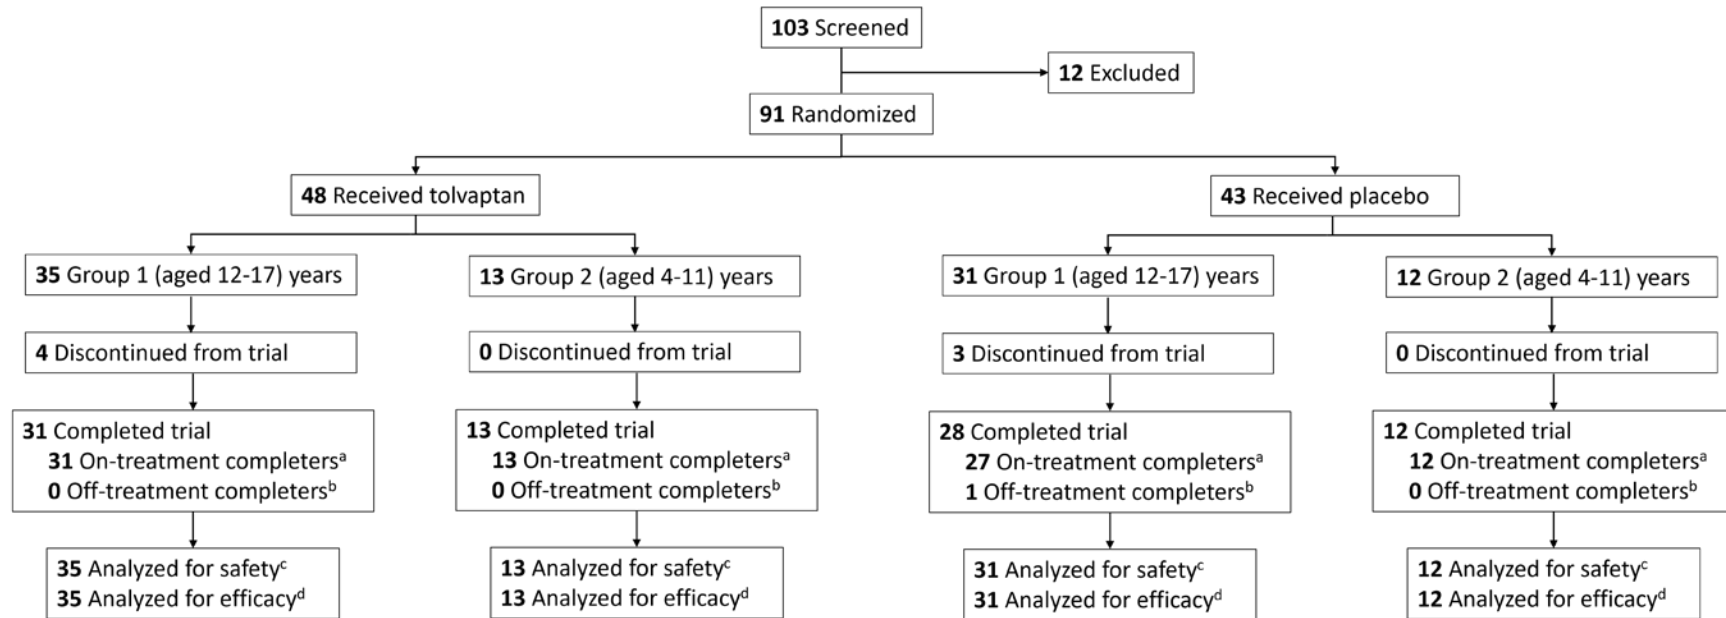 103 Screened
12 Excluded
91 Randomized
48 Received tolvaptan
43 Received placebo
35 Group 1 (aged 12-17) years
13 Group 2 (aged 4-11) years
31 Group 1 (aged 12-17) years
12 Group 2 (aged 4-11) years
4 Discontinued from trial
0 Discontinued from trial
3 Discontinued from trial
0 Discontinued from trial
31 Completed trial
31 On-treatment completersᵃ
0 Off-treatment completersᵇ
13 Completed trial
13 On-treatment completersᵃ
0 Off-treatment completersᵇ
28 Completed trial
27 On-treatment completersᵃ
1 Off-treatment completersᵇ
12 Completed trial
12 On-treatment completersᵃ
0 Off-treatment completersᵇ
35 Analyzed for safetyᶜ
35 Analyzed for efficacyᵈ
13 Analyzed for safetyᶜ
13 Analyzed for efficacyᵈ
31 Analyzed for safetyᶜ
31 Analyzed for efficacyᵈ
12 Analyzed for safetyᶜ
12 Analyzed for efficacyᵈ